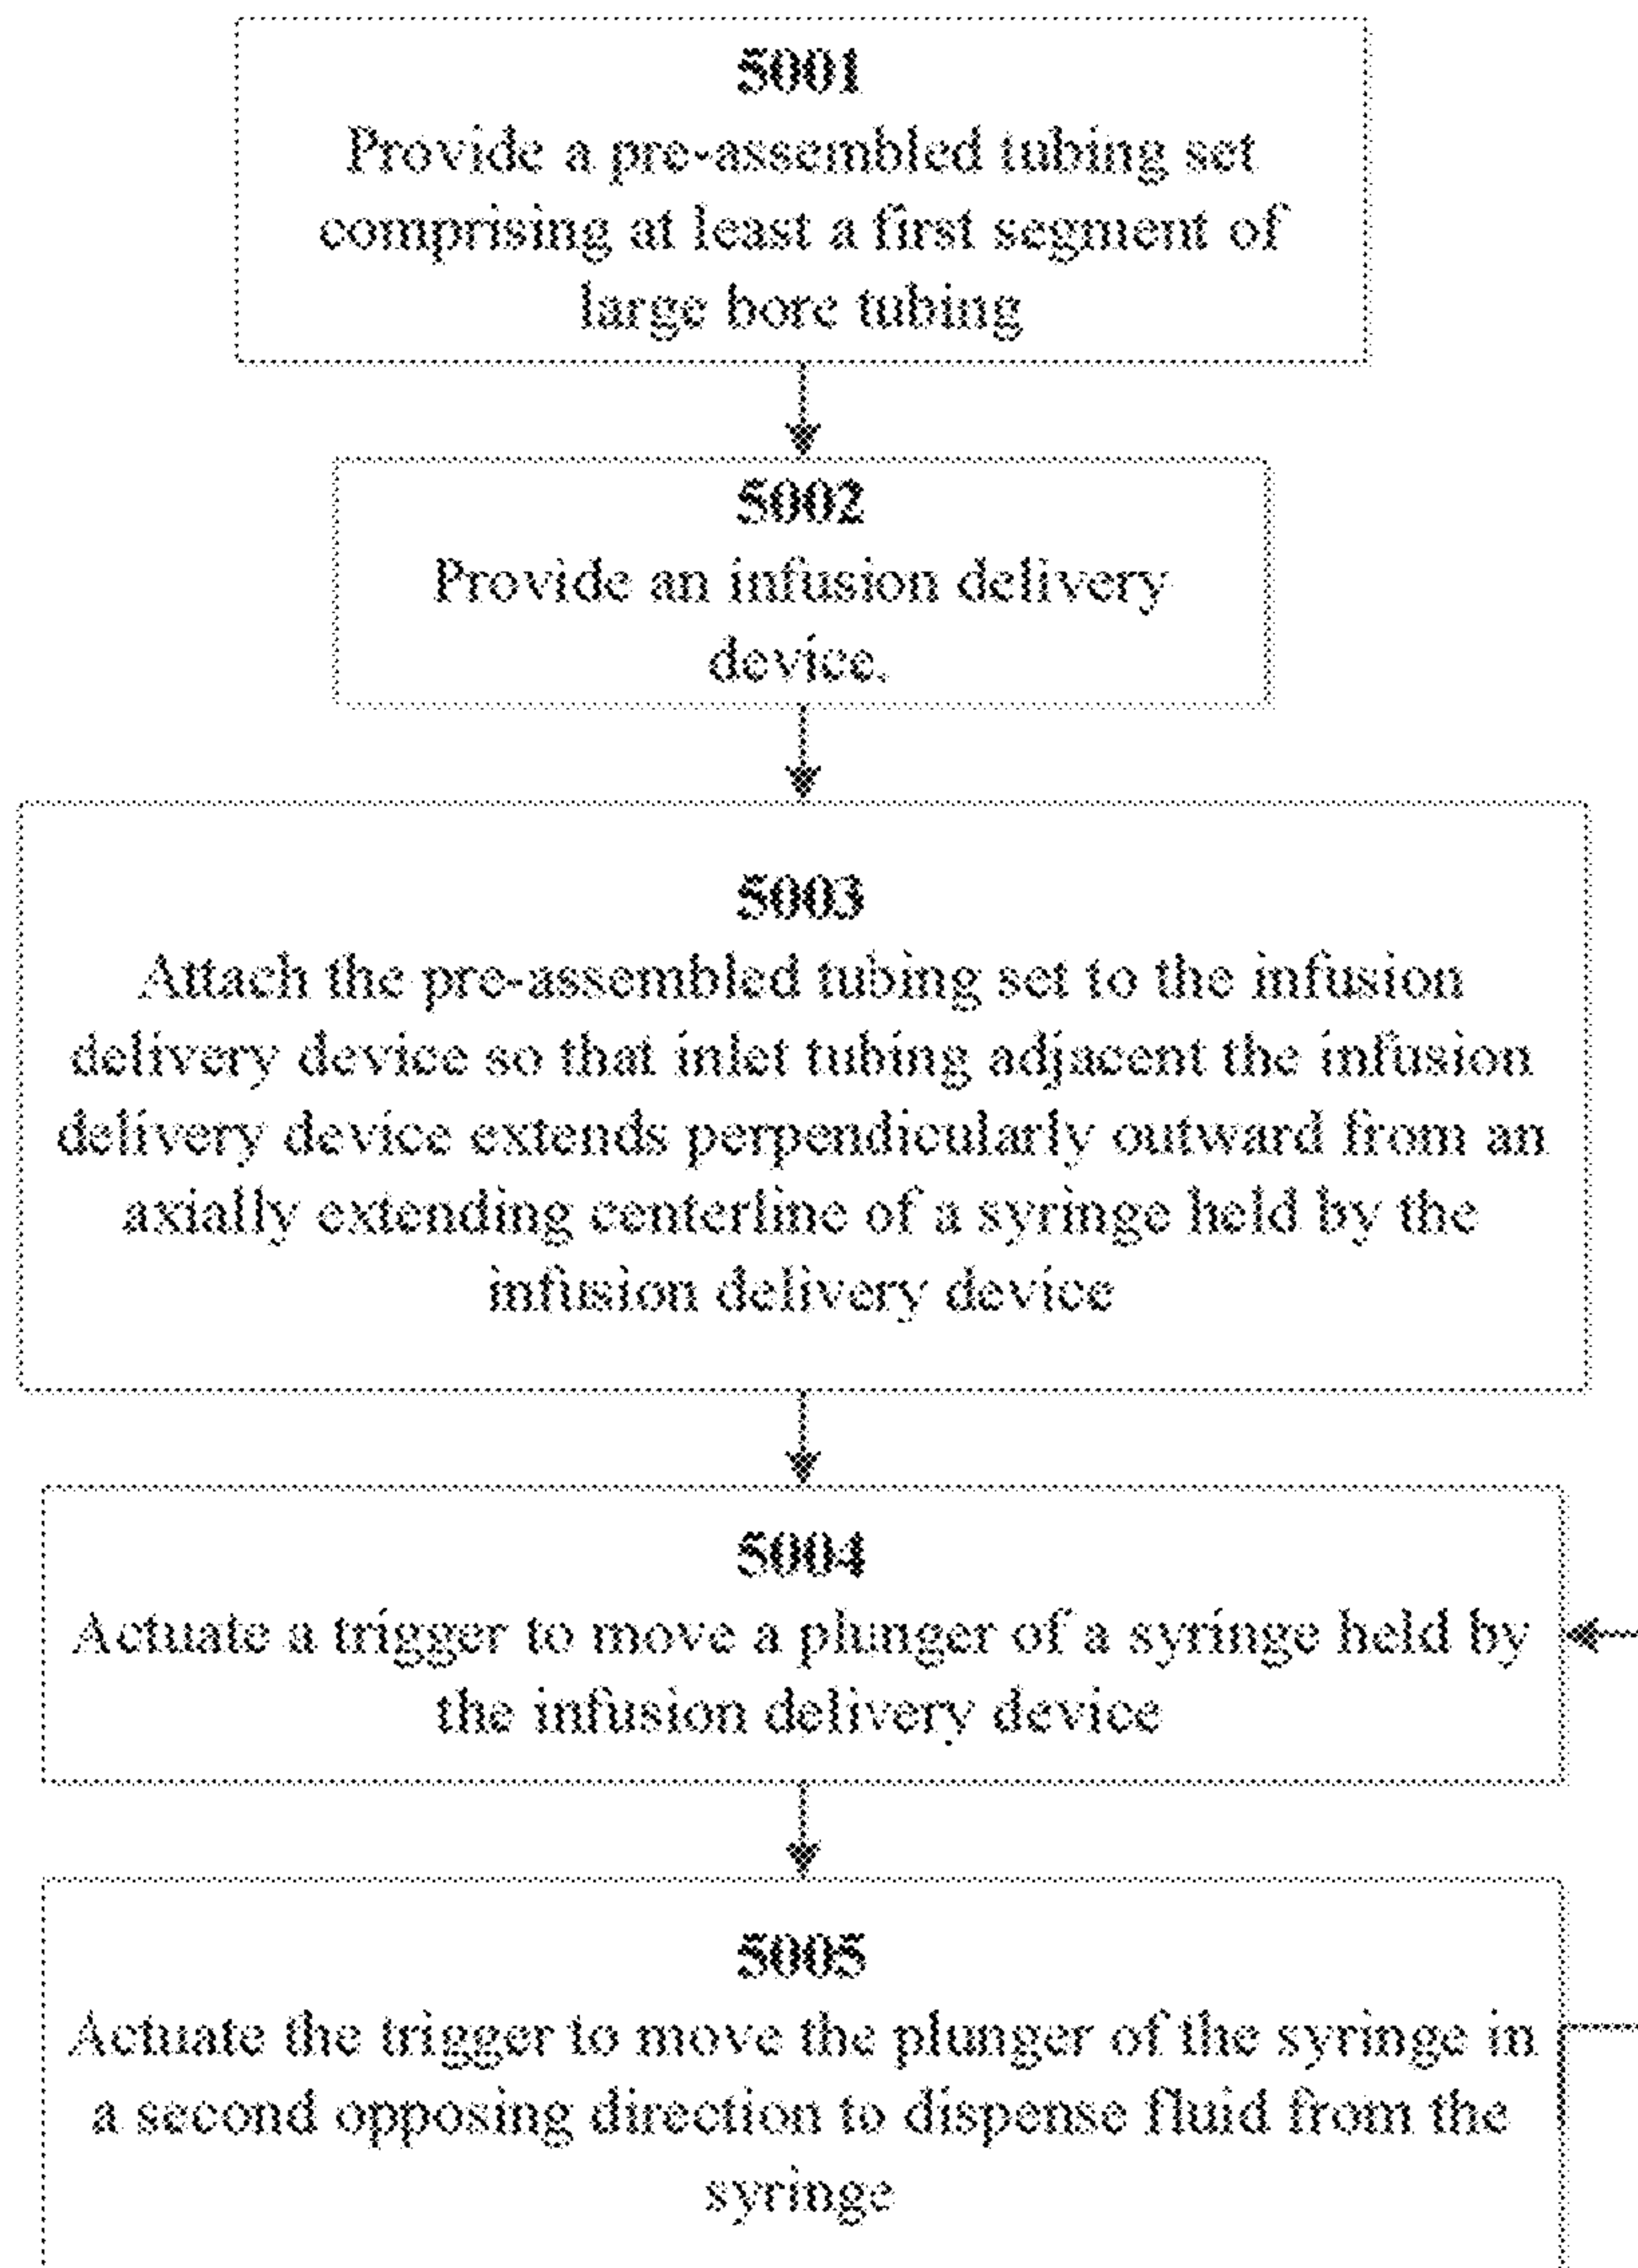 5001
Provide a pre-assembled tubing set
comprising at least a first segment of
large bore tubing
5002
Provide an infusion delivery
device.
5003
Attach the pre-assembled tubing set to the infusion
delivery device so that inlet tubing adjacent the infusion
delivery device extends perpendicularly outward from an
axially extending centerline of a syringe held by the
infusion delivery device
5004
Actuate a trigger to move a plunger of a syringe held by
the infusion delivery device
5005
Actuate the trigger to move the plunger of the syringe in
a second opposing direction to dispense fluid from the
syringe